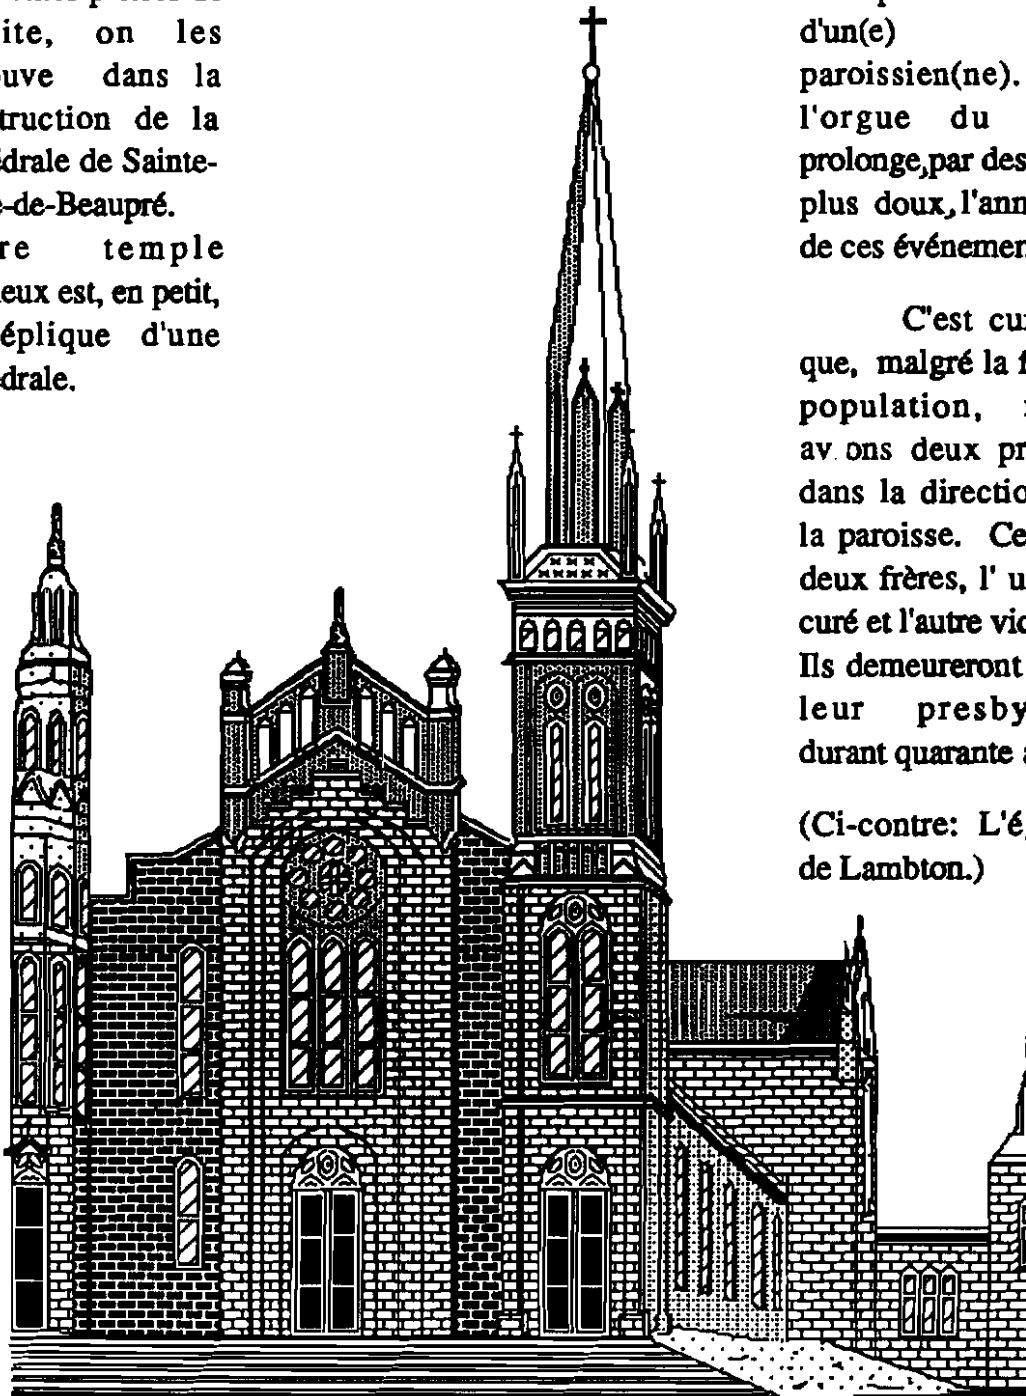 ite, on les
ouve dans la
truction de la
édrale de Sainte-
e-de-Beaupré.
re temple
eux est, en petit,
éplique d'une
édrale.
d'un(e)
paroissien(ne).
l'orgue du
prolonge,par des
plus doux,l'ann
de ces événemen
C'est cu
que, malgré la f
population,
av ons deux pr
dans la directio
la paroisse. Ce
deux frères, l' u
curé et l'autre vic
Ils demeureront
leur presby
durant quarante a
(Ci-contre: L'é
de Lambton.)